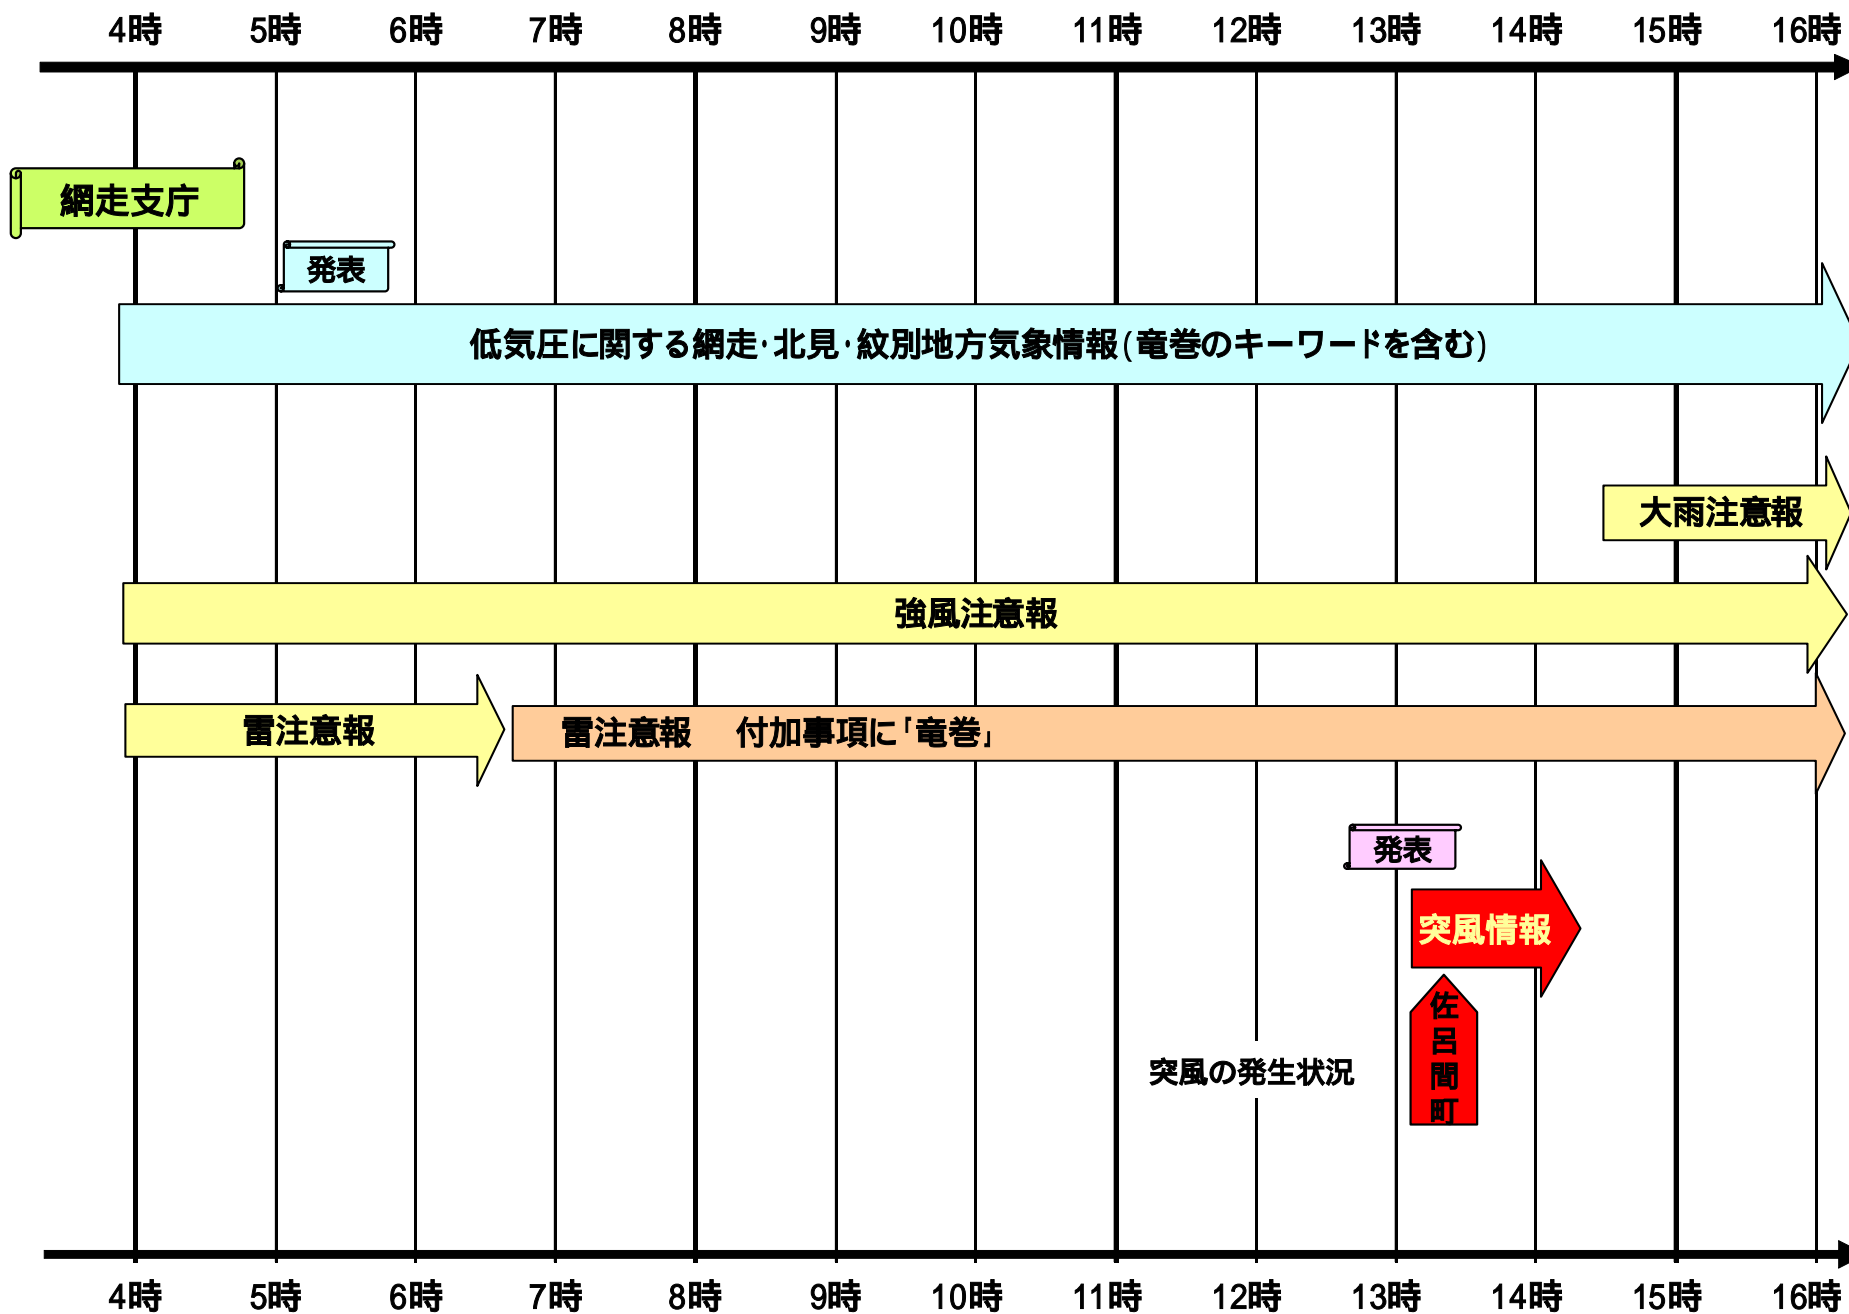 4時 5時 6時 7時 8時 9時 10時 11時 12時 13時 14時 15時 16時
網走支庁
発表
低気圧に関する網走・北見・紋別地方気象情報(竜巻のキーワードを含む)
大雨注意報
強風注意報
雷注意報
雷注意報 付加事項に「竜巻」
発表
突風情報
佐呂間町
突風の発生状況
4時 5時 6時 7時 8時 9時 10時 11時 12時 13時 14時 15時 16時